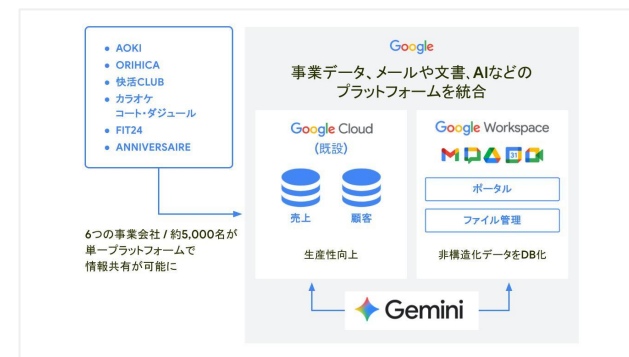 AOKI
ORIHICA
快活CLUB
カラオケ
コート・ダジュール
FIT24
ANNIVERSAIRE
6つの事業会社 / 約5,000名が
単一プラットフォームで
情報共有が可能に
Google
事業データ、メールや文書、AIなどの
プラットフォームを統合
Google Cloud
(既設)
売上
顧客
生産性向上
Google Workspace
31
ポータル
ファイル管理
非構造化データをDB化
Gemini